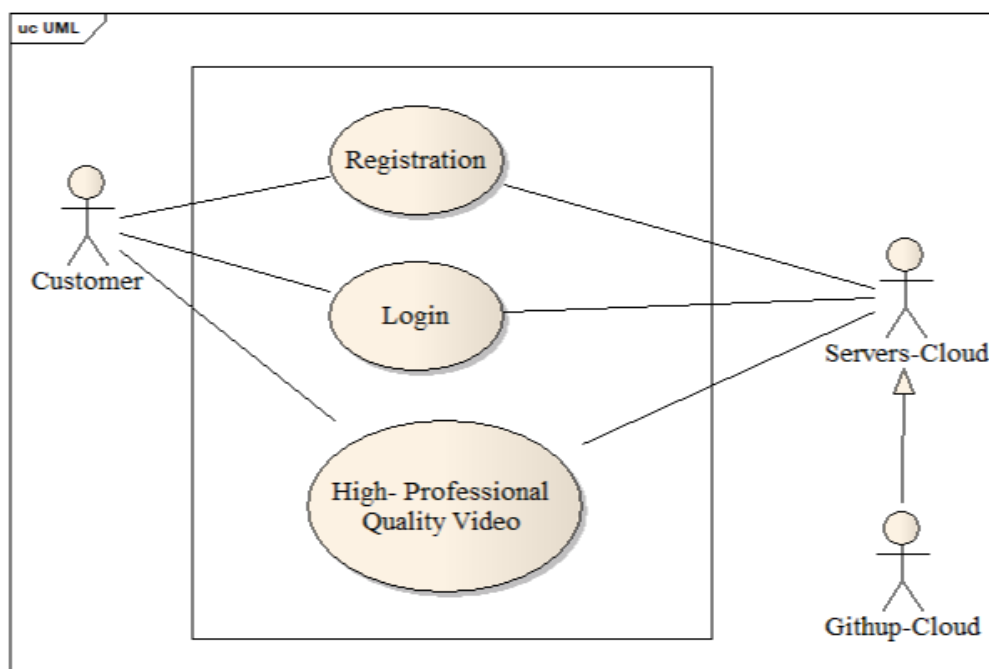 uc UML
Registration
Customer
Login
Servers-Cloud
High- Professional
Quality Video
Githup-Cloud